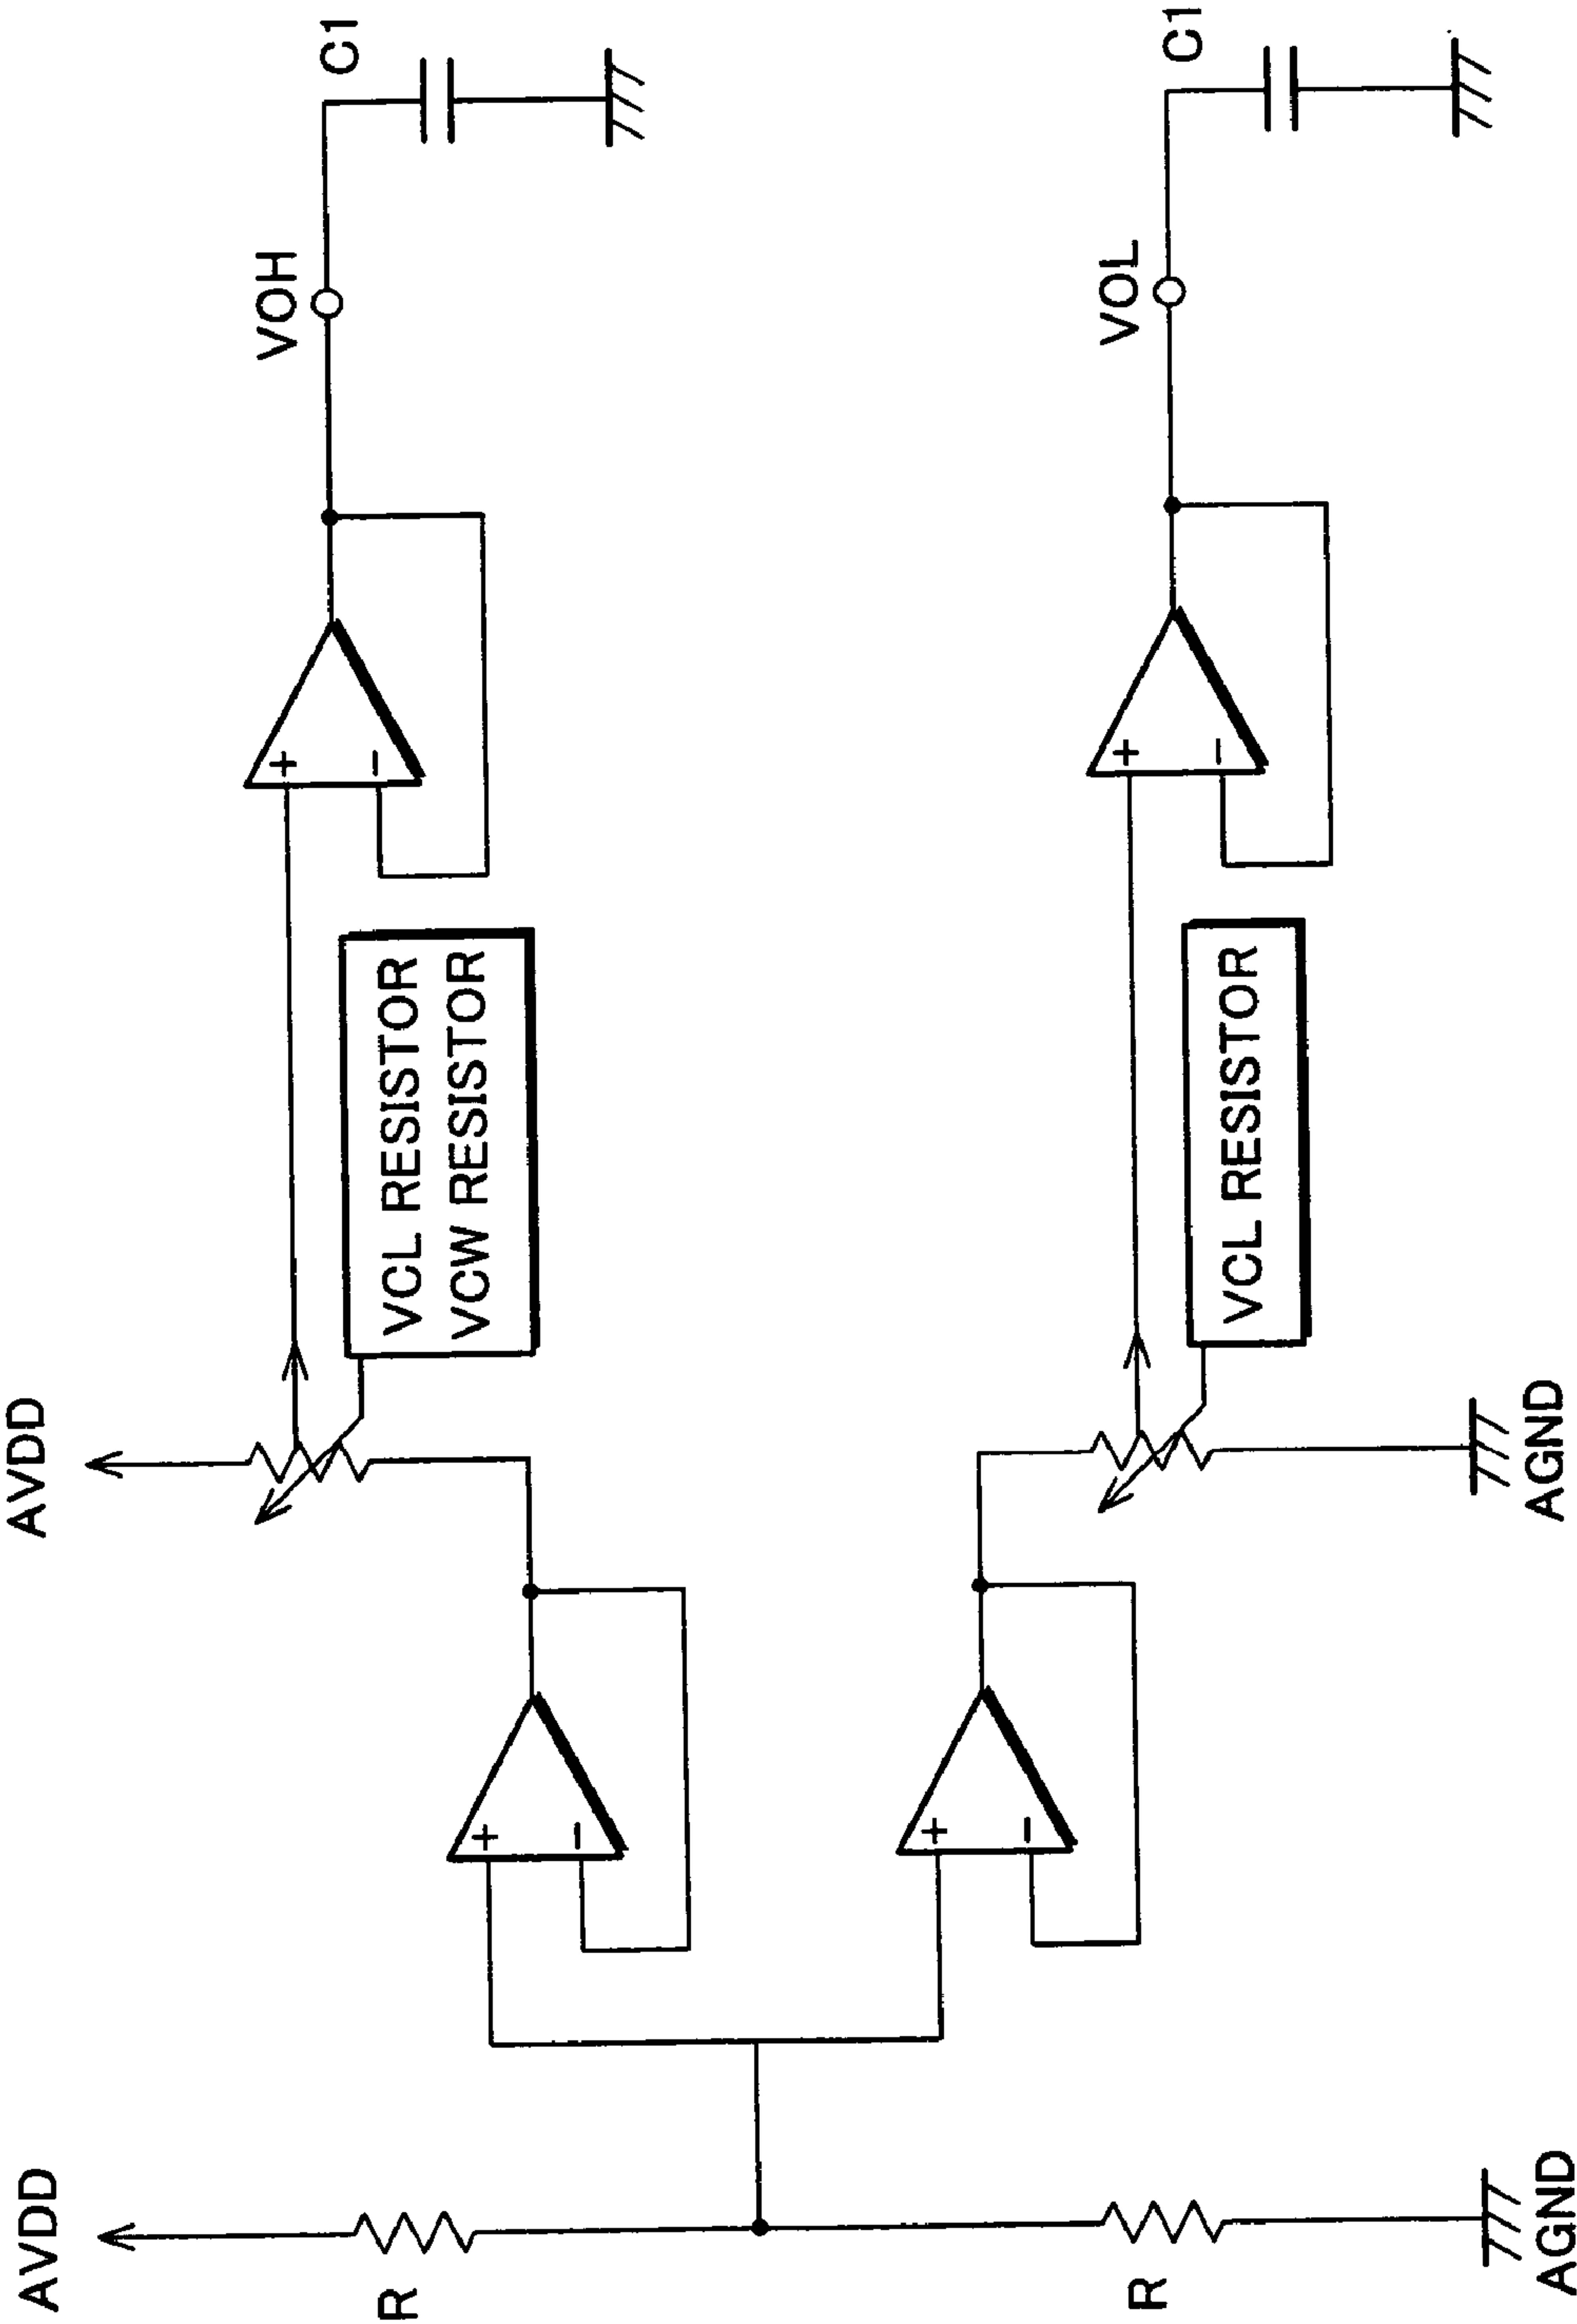 AVDD
R
R
AGND
+
−
+
−
AVDD
VCL RESISTOR
VCW RESISTOR
VCL RESISTOR
AGND
+
−
+
−
VOH
VOL
C1
C1